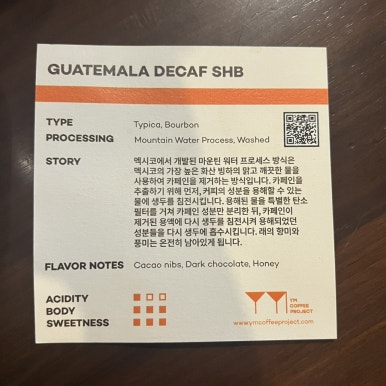 GUATEMALA DECAF SHB
TYPE Typica, Bourbon
PROCESSING Mountain Water Process, Washed
STORY 멕시코에서 개발된 마운틴 워터 프로세스 방식은
멕시코의 가장 높은 화산 빙하의 맑고 깨끗한 물을
사용하여 카페인을 제거하는 방식입니다. 카페인을
추출하기 위해 먼저, 커피의 성분을 용해할 수 있는
물에 생두를 침전시킵니다. 용해된 물을 특별한 탄소
필터를 거쳐 카페인 성분만 분리한 뒤, 카페인이
제거된 용액에 다시 생두를 침전시켜 용해되었던
성분들을 다시 생두에 흡수시킵니다. 래의 향미와
풍미는 온전히 남아있게 됩니다.
FLAVOR NOTES Cacao nibs, Dark chocolate, Honey
ACIDITY
BODY
SWEETNESS
YM
COFFEE
PROJECT
www.ymcoffeeproject.com